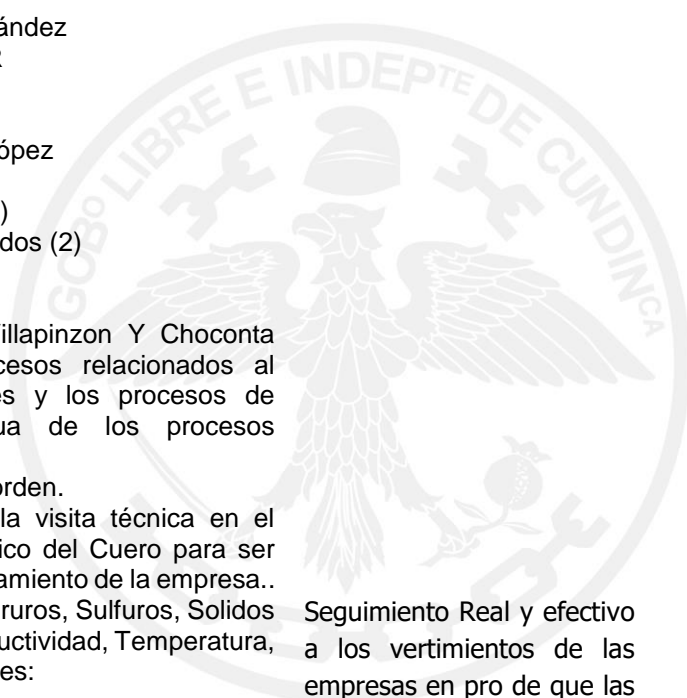 ández
ópez
)
dos (2)
illapinzon Y Choconta
cesos relacionados al
es y los procesos de
ua de los procesos
orden.
la visita técnica en el
ico del Cuero para ser
amiento de la empresa..
ruros, Sulfuros, Solidos
uctividad, Temperatura,
es:
Seguimiento Real y efectivo
a los vertimientos de las
empresas en pro de que las
GOBº LIBRE E INDEPTE DE CUNDINCA